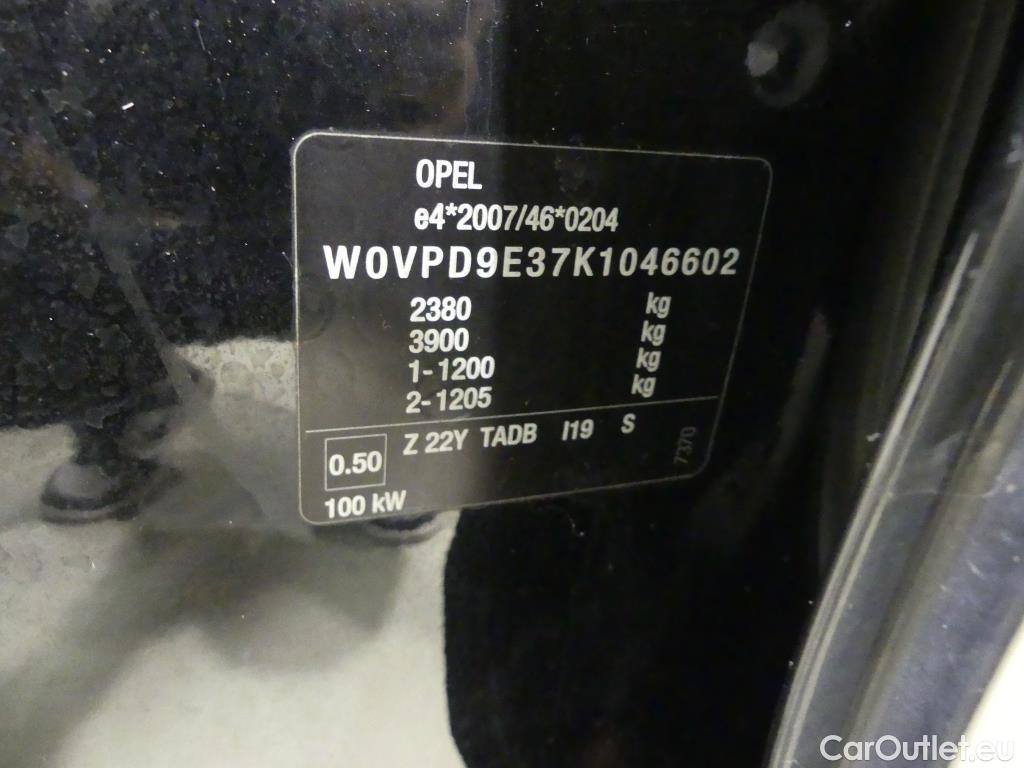 OPEL
e4*2007/46*0204
W0VPD9E37K1046602
2380 kg
3900 kg
1-1200 kg
2-1205 kg
0.50 Z 22Y TADB I19 S
7370
100 kW
CarOutlet.eu